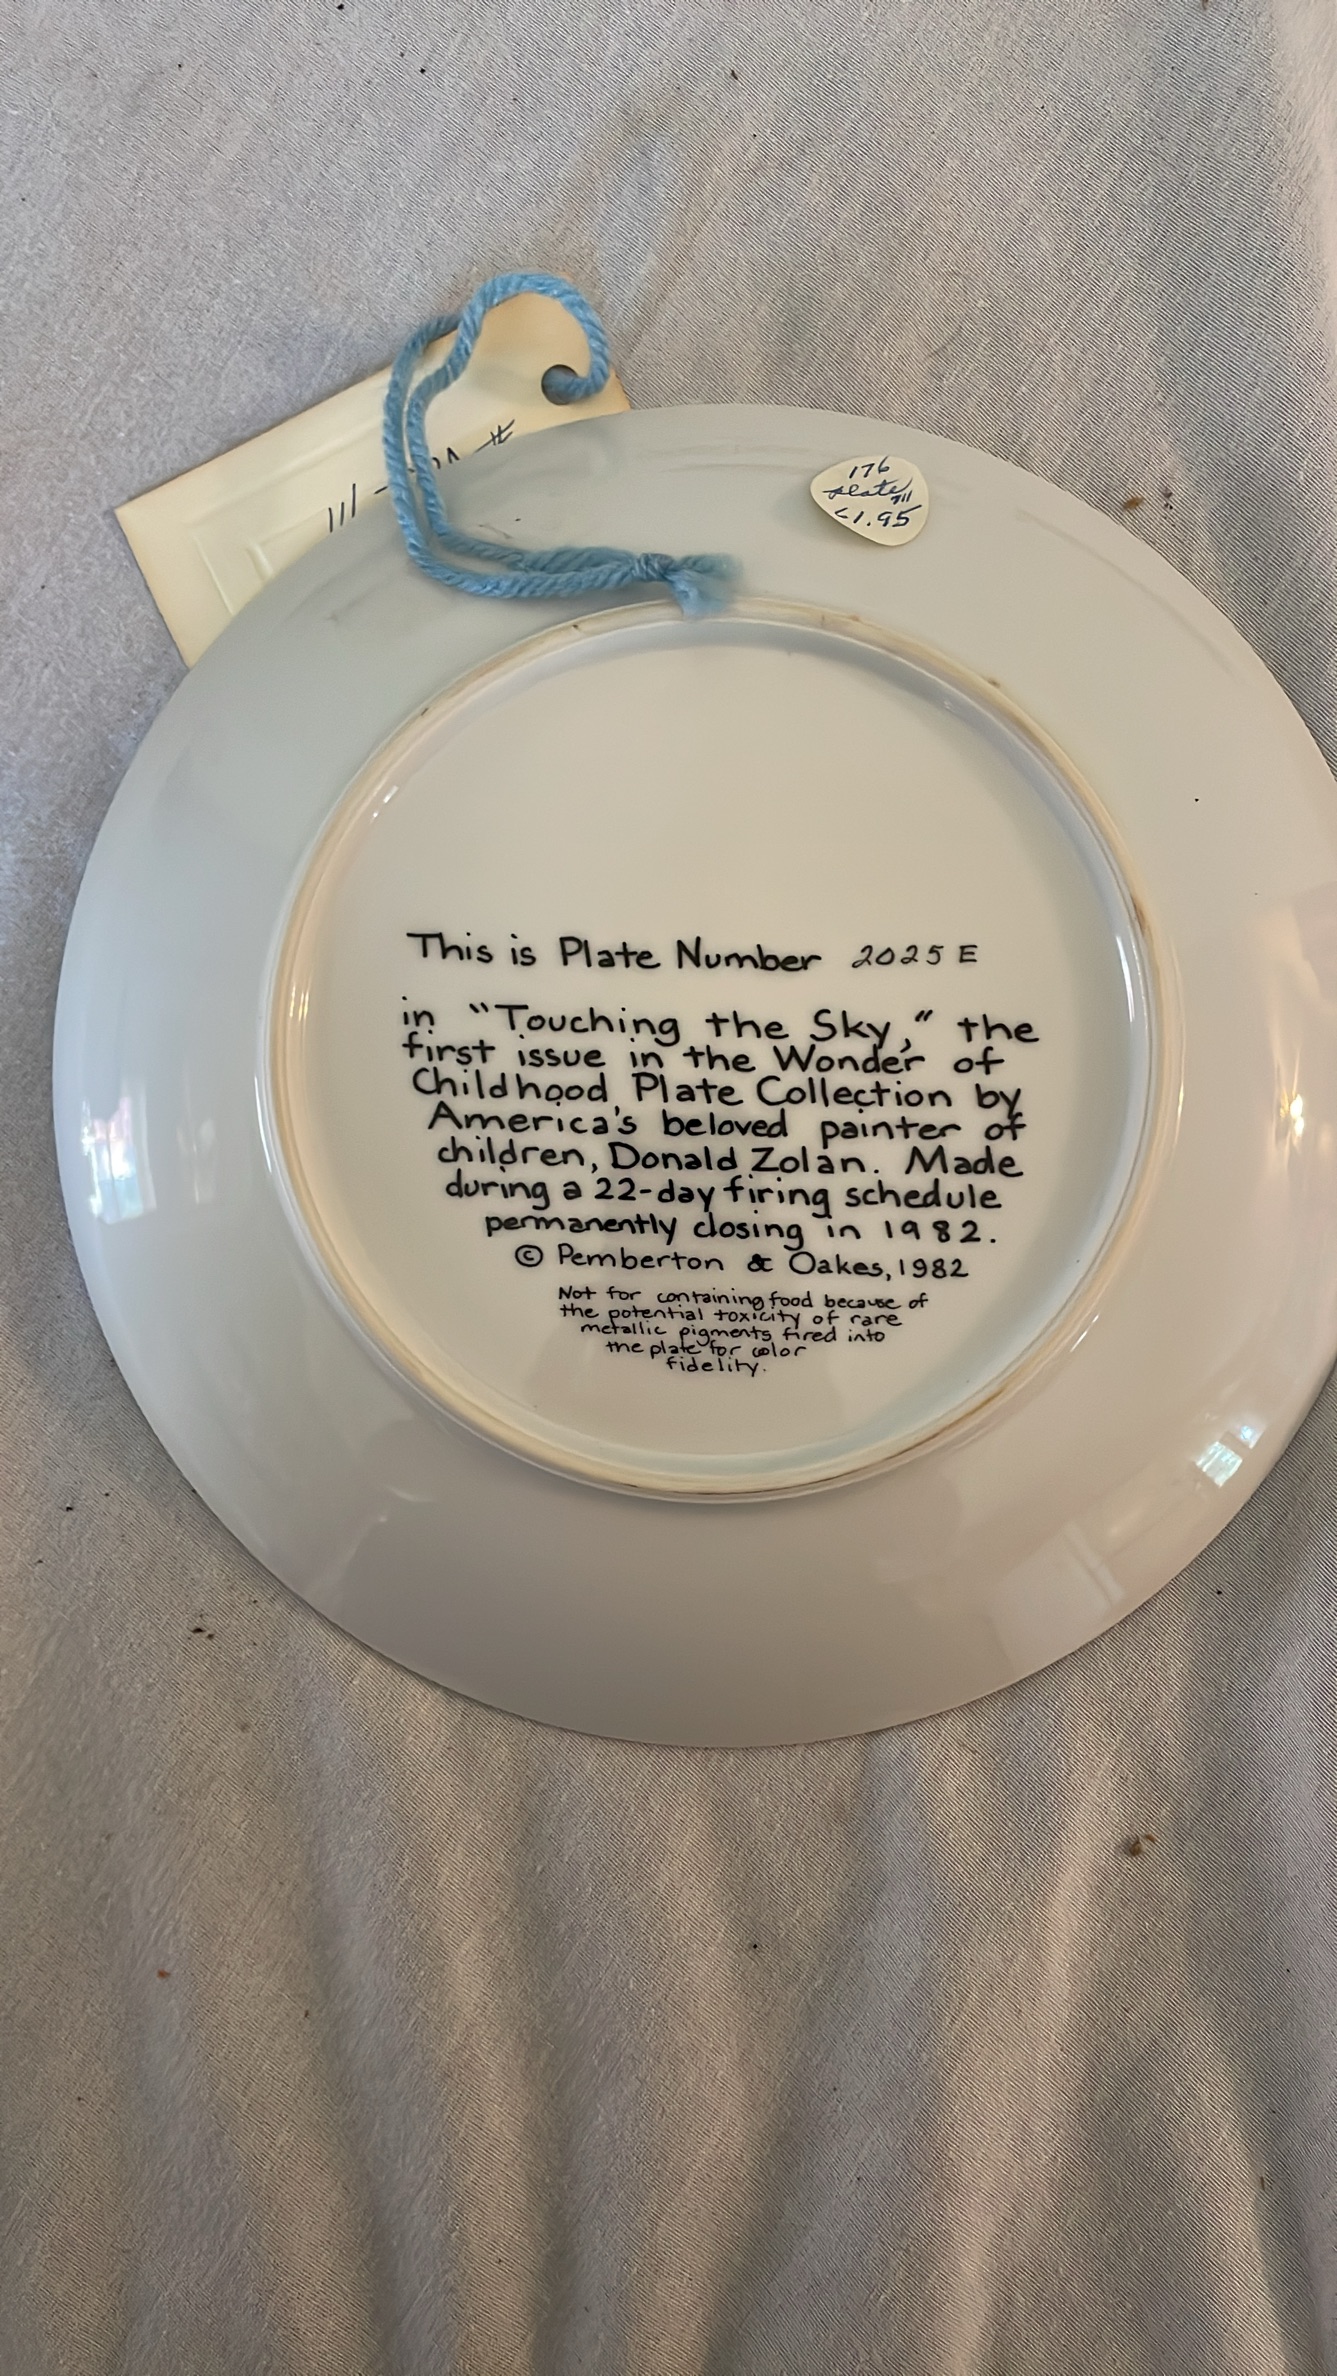 111 -
#
176
plate
<1.95
This is Plate Number 2025 E
in "Touching the Sky," the
first issue in the Wonder of
Childhood Plate Collection by
America's beloved painter of
children, Donald Zolan. Made
during a 22-day firing schedule
permanently closing in 1982.
© Pemberton & Oakes, 1982
Not for containing food because of
the potential toxicity of rare
metallic pigments fired into
the plate for color
fidelity.